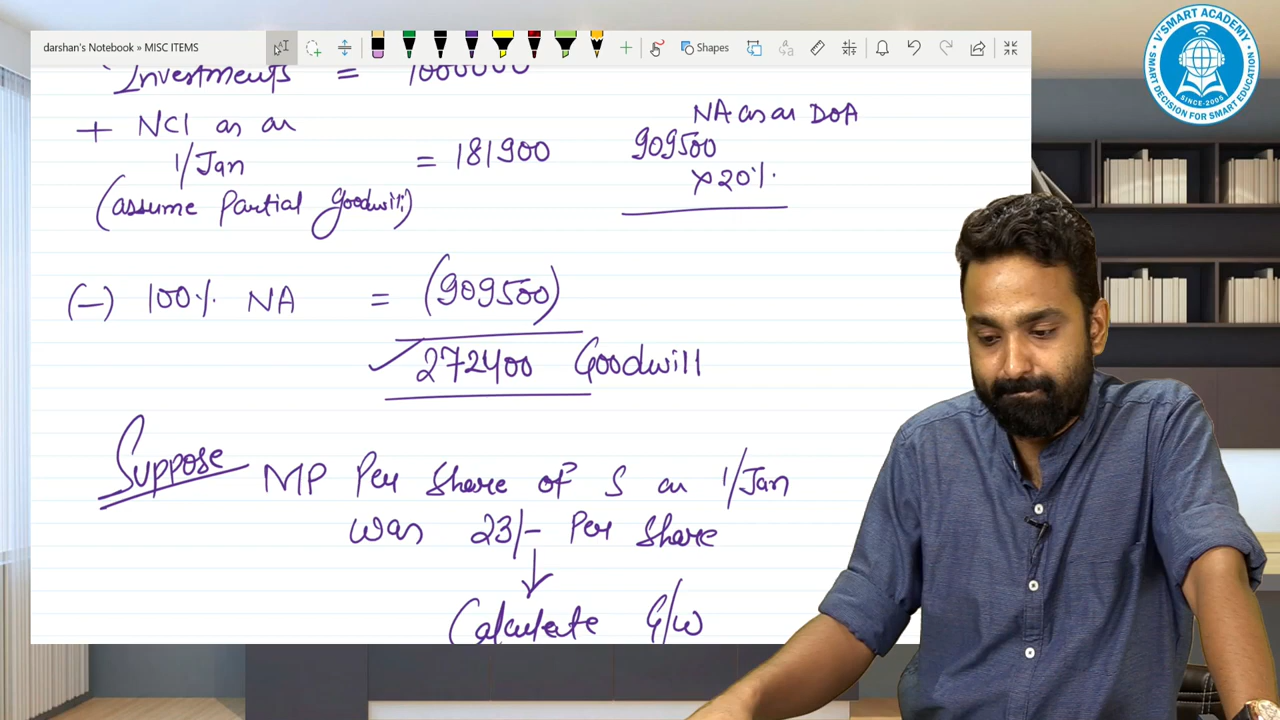 darshan's Notebook » MISC ITEMS
Shapes
Investments = 1000000
+ NCI as on
1/Jan = 181900
(assume Partial Goodwill)
NA as on DOA
909500
×20%
(-) 100% NA = (909500)
272400 Goodwill
Suppose MP Per Share of S on 1/Jan
was 23/- Per Share
Calculate G/W
V'SMART ACADEMY
SINCE-2005
SMART DECISION FOR SMART EDUCATION